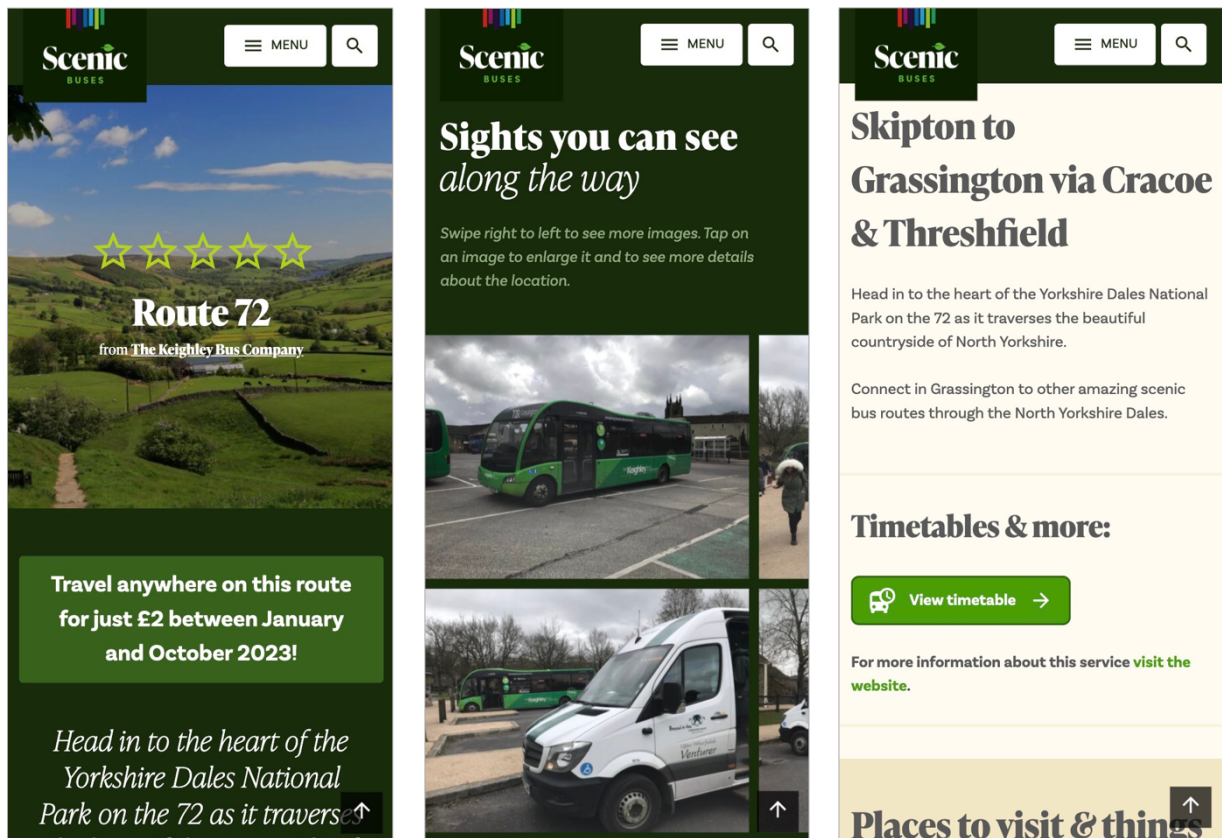 Scenic
BUSES
MENU
Route 72
from The Keighley Bus Company
Travel anywhere on this route
for just £2 between January
and October 2023!
Head in to the heart of the
Yorkshire Dales National
Park on the 72 as it traverses
Scenic
BUSES
MENU
Sights you can see
along the way
Swipe right to left to see more images. Tap on
an image to enlarge it and to see more details
about the location.
Keighley
Venturer
Scenic
BUSES
MENU
Skipton to
Grassington via Cracoe
& Threshfield
Head in to the heart of the Yorkshire Dales National
Park on the 72 as it traverses the beautiful
countryside of North Yorkshire.
Connect in Grassington to other amazing scenic
bus routes through the North Yorkshire Dales.
Timetables & more:
View timetable
For more information about this service visit the
website.
Places to visit & things